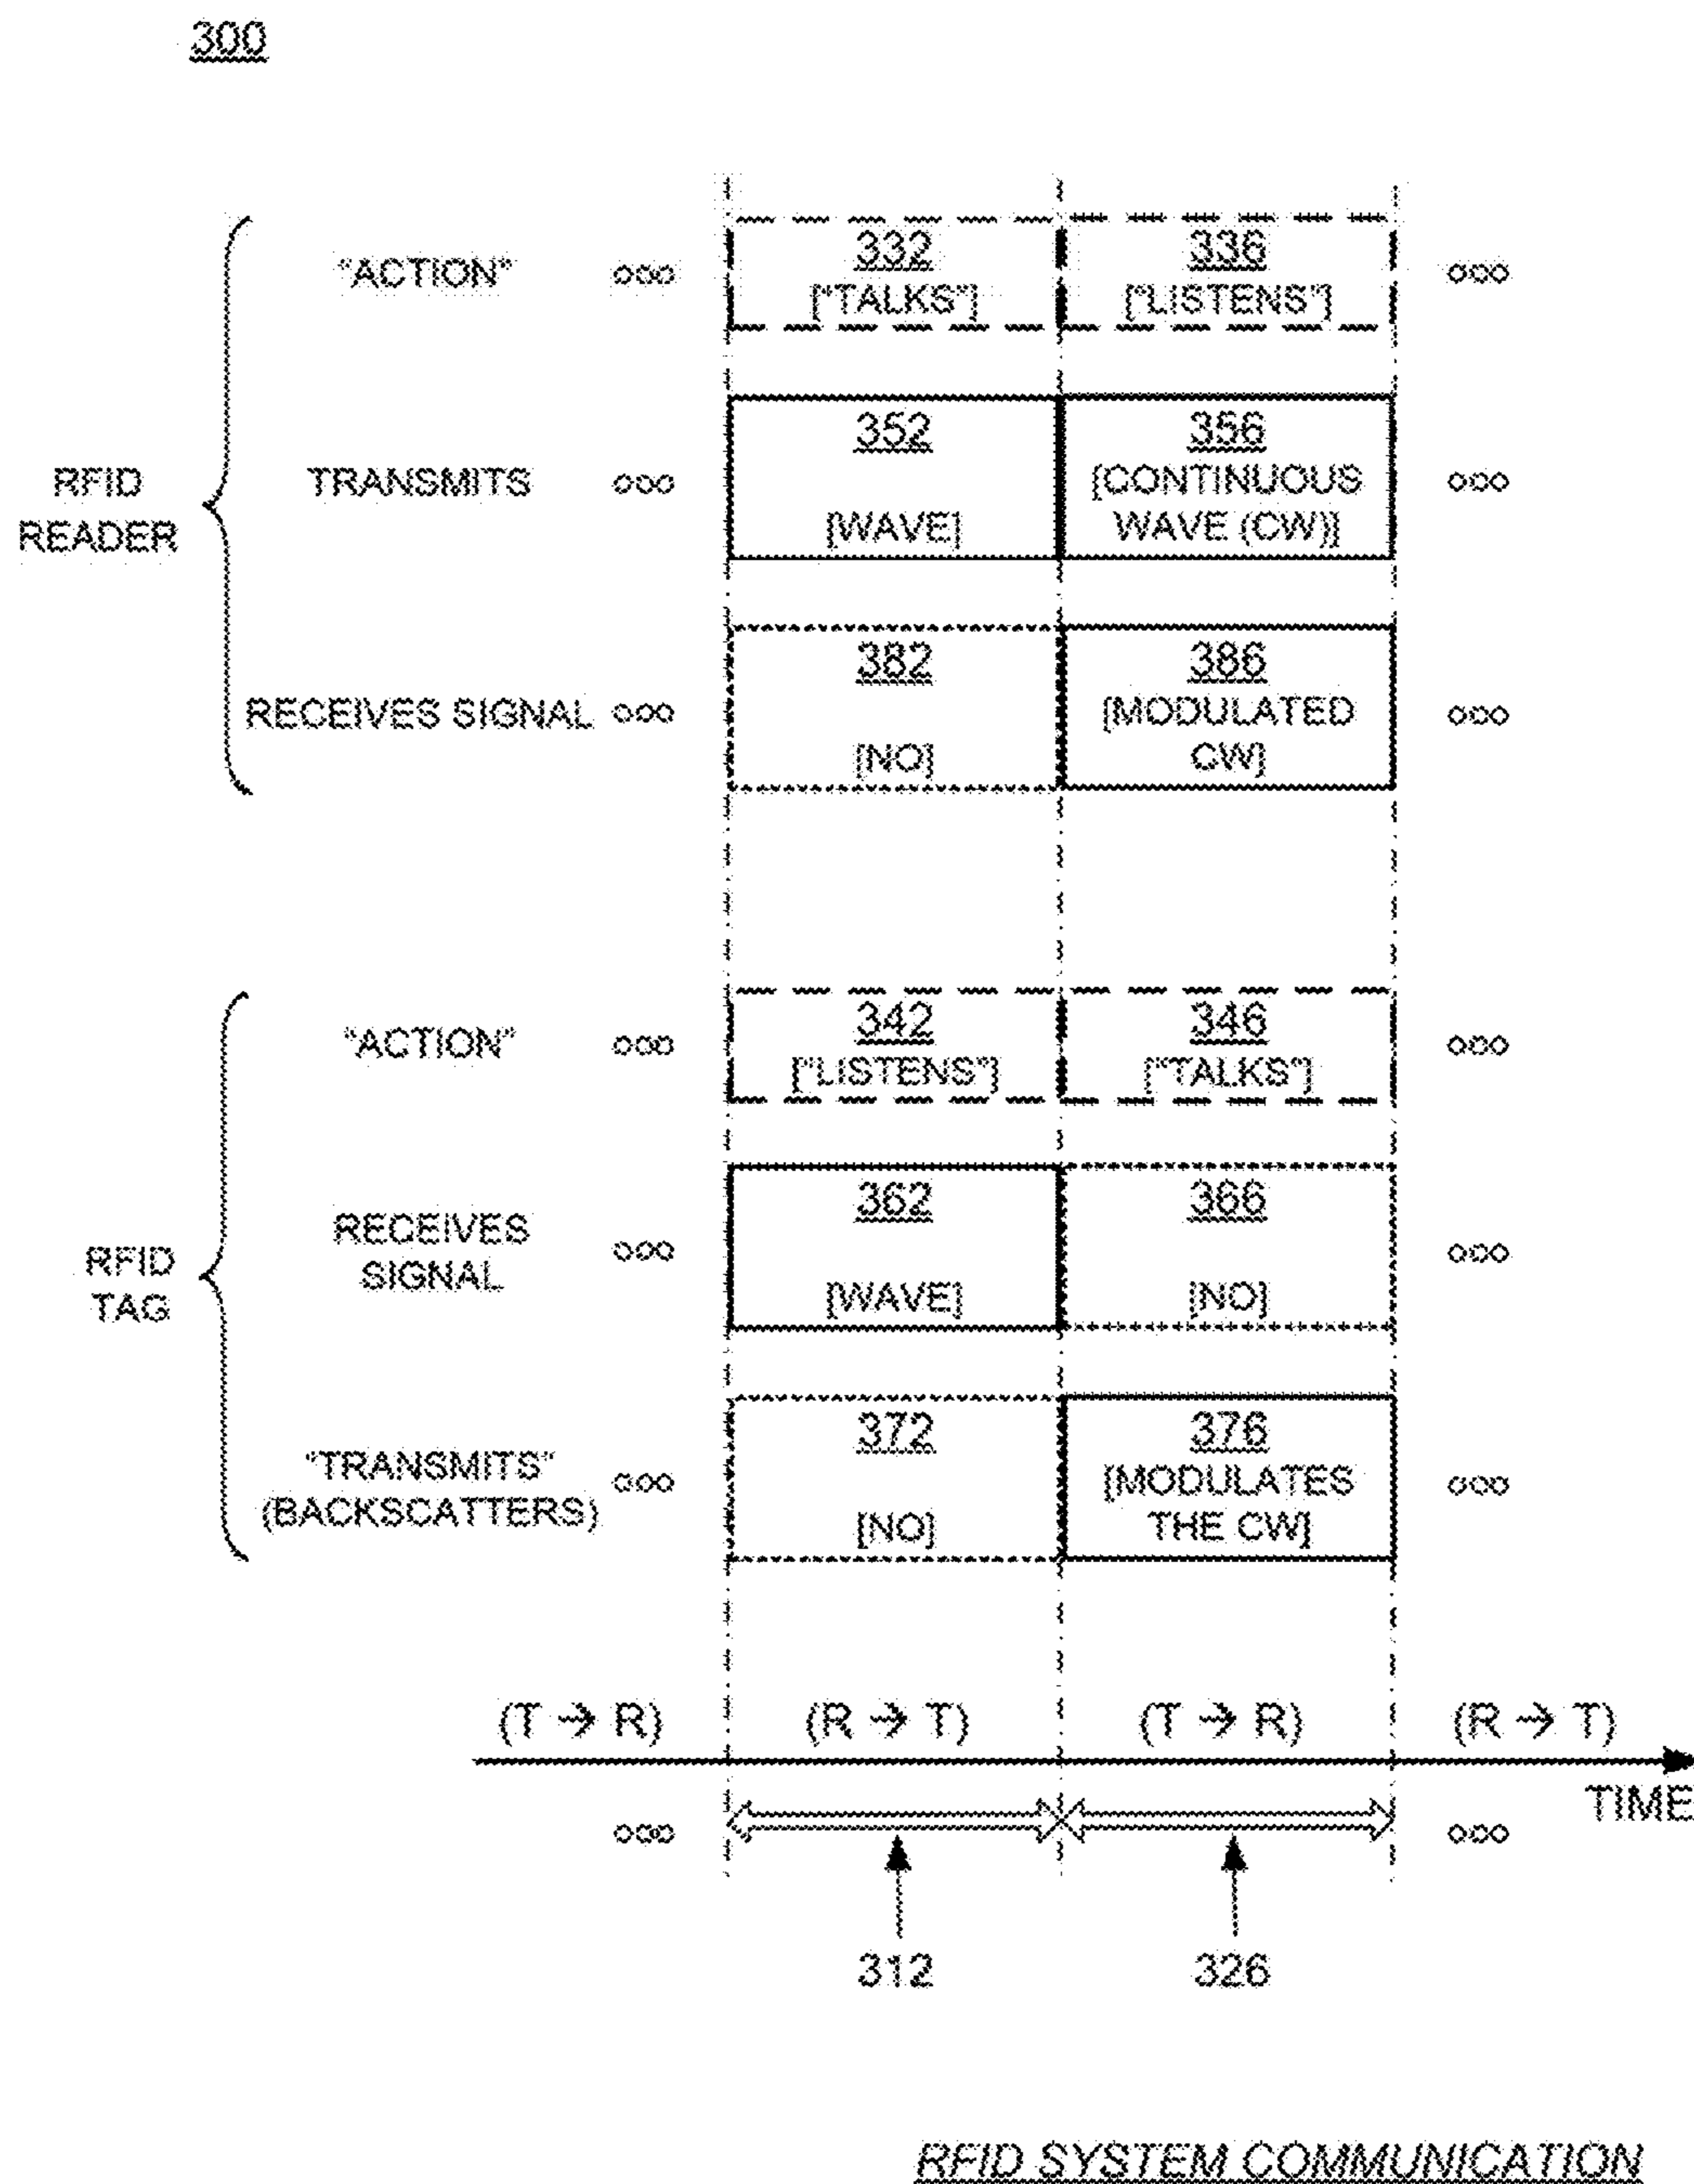 300
"ACTION"
332
["TALKS"]
336
["LISTENS"]
RFID
READER
TRANSMITS
352
[WAVE]
356
[CONTINUOUS
WAVE (CW)]
RECEIVES SIGNAL
382
[NO]
386
[MODULATED
CW]
"ACTION"
342
["LISTENS"]
346
["TALKS"]
RFID
TAG
RECEIVES
SIGNAL
362
[WAVE]
366
[NO]
"TRANSMITS"
(BACKSCATTERS)
372
[NO]
376
[MODULATES
THE CW]
(T → R)
(R → T)
(T → R)
(R → T)
TIME
312
326
RFID SYSTEM COMMUNICATION